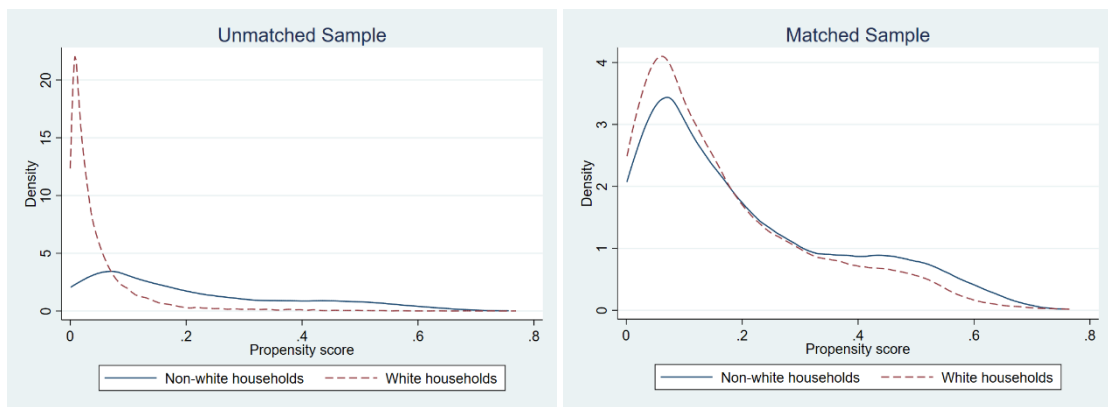 Unmatched Sample
20
15
10
5
0
Density
0
.2
.4
.6
.8
Propensity score
Non-white households
White households
Matched Sample
4
3
2
1
0
Density
0
.2
.4
.6
.8
Propensity score
Non-white households
White households